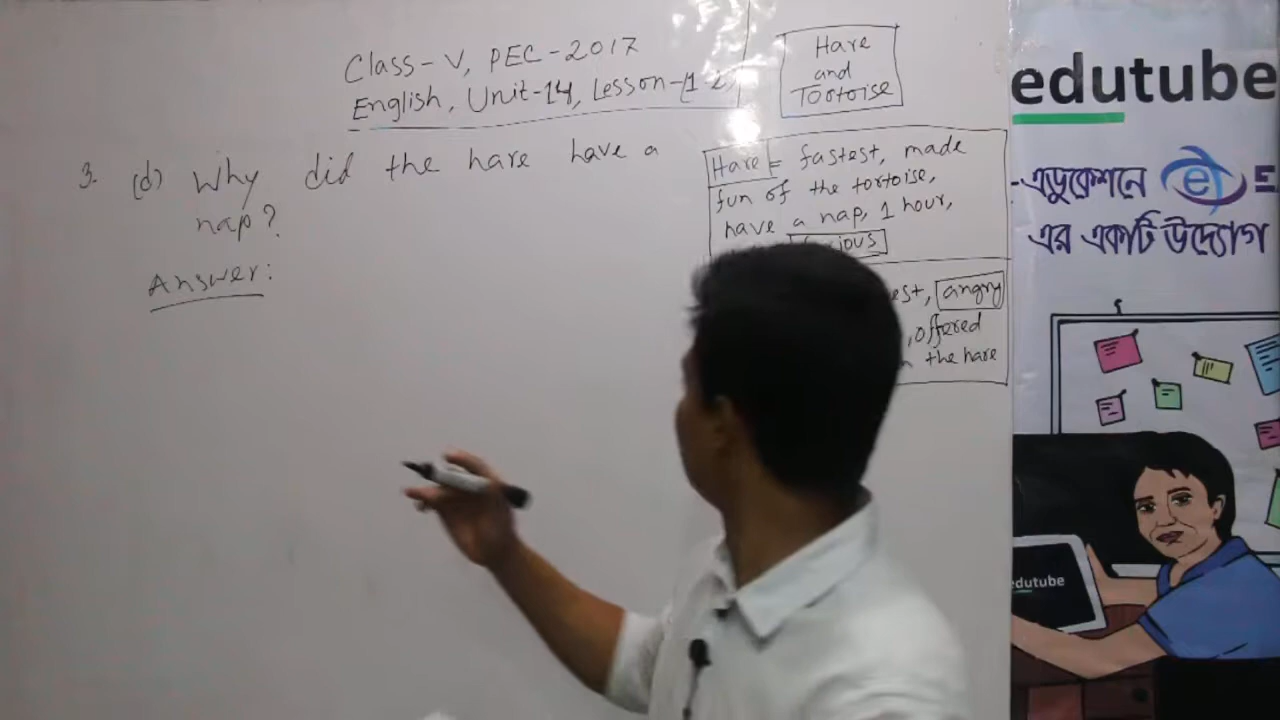 Class-V, PEC-2017
English, Unit-14, Lesson-(1-2)
Hare
and
Tortoise
3. (d) Why did the hare have a
nap?
Answer:
Hare = fastest, made
fun of the tortoise,
have a nap, 1 hour,
angry
, offered
the hare
edutube
-এডুকেশনে
এর একটি উদ্যোগ
edutube